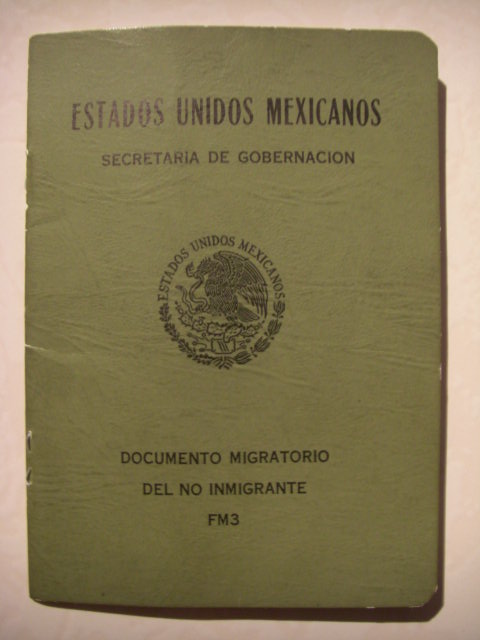 ESTADOS UNIDOS MEXICANOS
SECRETARIA DE GOBERNACION
ESTADOS UNIDOS MEXICANOS
DOCUMENTO MIGRATORIO
DEL NO INMIGRANTE
FM3